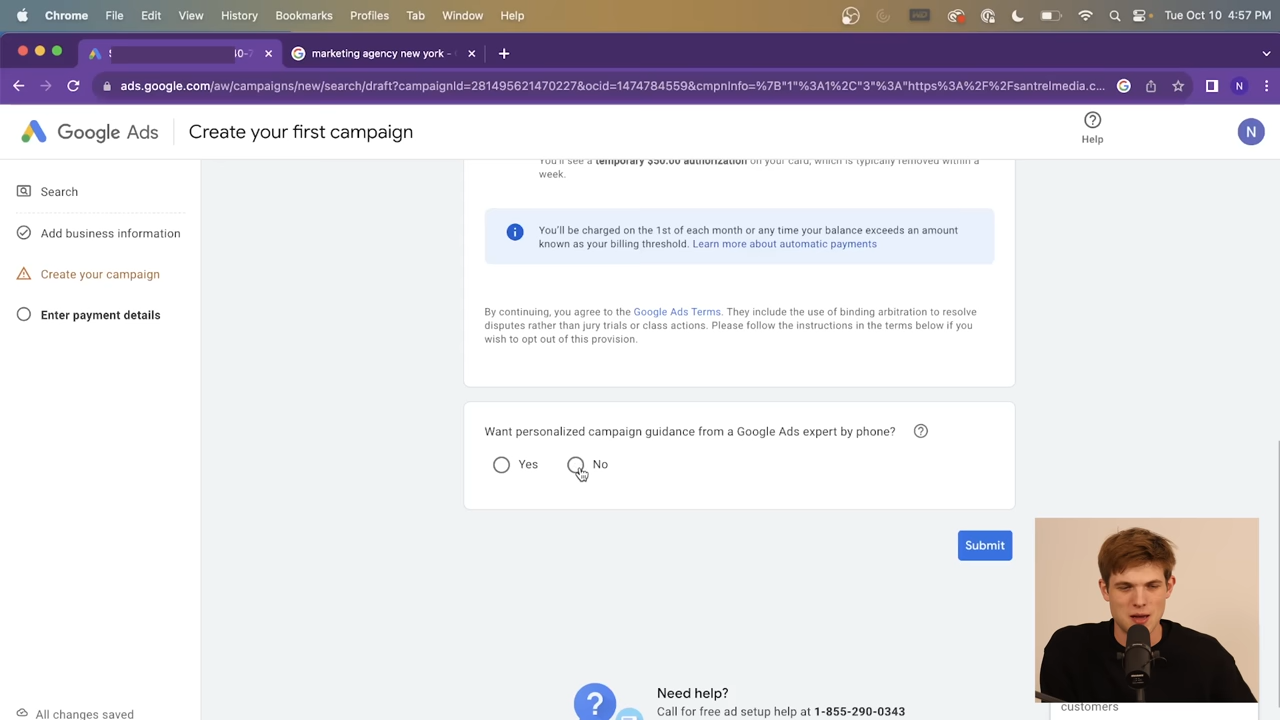 Chrome File Edit View History Bookmarks Profiles Tab Window Help Tue Oct 10 4:57 PM
marketing agency new york -
ads.google.com/aw/campaigns/new/search/draft?campaignId=281495621470227&ocid=1474784559&cmpnInfo=%7B"1"%3A1%2C"3"%3A"https%3A%2F%2Fsantrelmedia.c... N
Google Ads Create your first campaign Help N
You'll see a temporary $50.00 authorization on your card, which is typically removed within a
week.
Search
Add business information
Create your campaign
Enter payment details
You'll be charged on the 1st of each month or any time your balance exceeds an amount
known as your billing threshold. Learn more about automatic payments
By continuing, you agree to the Google Ads Terms. They include the use of binding arbitration to resolve
disputes rather than jury trials or class actions. Please follow the instructions in the terms below if you
wish to opt out of this provision.
Want personalized campaign guidance from a Google Ads expert by phone?
Yes No
Submit
Need help?
Call for free ad setup help at 1-855-290-0343
customers
All changes saved